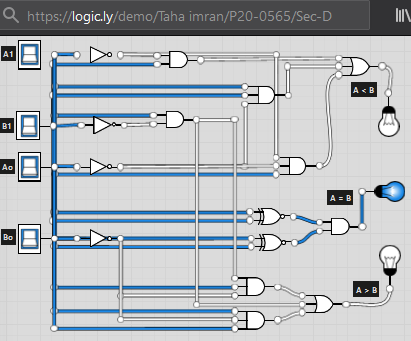 https://logic.ly/demo/Taha imran/P20-0565/Sec-D
A1
A < B
B1
Ao
A = B
Bo
A > B